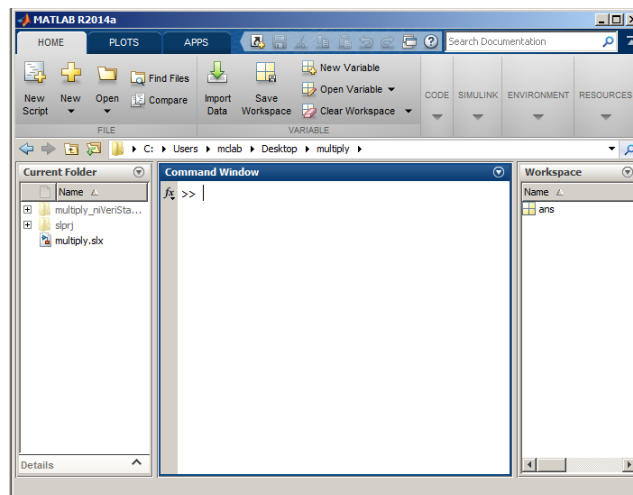 MATLAB R2014a
HOME PLOTS APPS Search Documentation
New Script New Open Find Files Compare Import Data Save Workspace New Variable Open Variable Clear Workspace CODE SIMULINK ENVIRONMENT RESOURCES
FILE VARIABLE
C: Users mclab Desktop multiply
Current Folder Command Window Workspace
Name fx >> Name
multiply_niVeriSta... ans
slprj
multiply.slx
Details